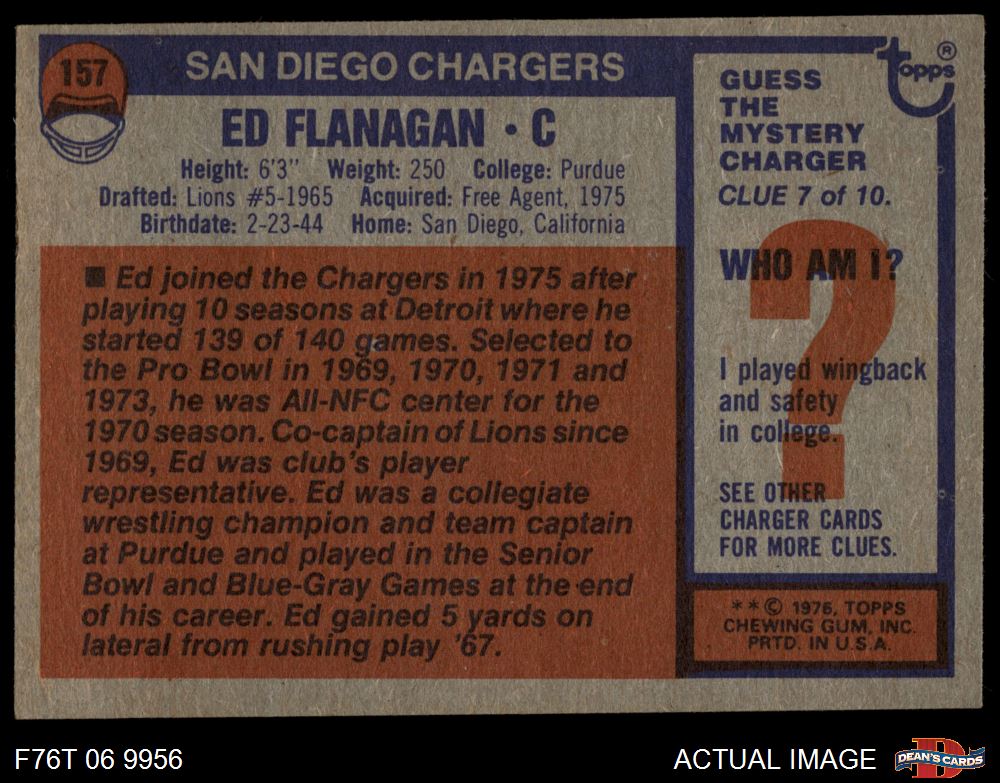 157
SAN DIEGO CHARGERS
ED FLANAGAN · C
Height: 6'3" Weight: 250 College: Purdue
Drafted: Lions #5-1965 Acquired: Free Agent, 1975
Birthdate: 2-23-44 Home: San Diego, California
■ Ed joined the Chargers in 1975 after
playing 10 seasons at Detroit where he
started 139 of 140 games. Selected to
the Pro Bowl in 1969, 1970, 1971 and
1973, he was All-NFC center for the
1970 season. Co-captain of Lions since
1969, Ed was club's player
representative. Ed was a collegiate
wrestling champion and team captain
at Purdue and played in the Senior
Bowl and Blue-Gray Games at the end
of his career. Ed gained 5 yards on
lateral from rushing play '67.
topps®
GUESS
THE
MYSTERY
CHARGER
CLUE 7 of 10.
WHO AM I?
?
I played wingback
and safety
in college.
SEE OTHER
CHARGER CARDS
FOR MORE CLUES.
**© 1976, TOPPS
CHEWING GUM, INC.
PRTD. IN U.S.A.
F76T 06 9956
ACTUAL IMAGE
D
DEAN'S CARDS